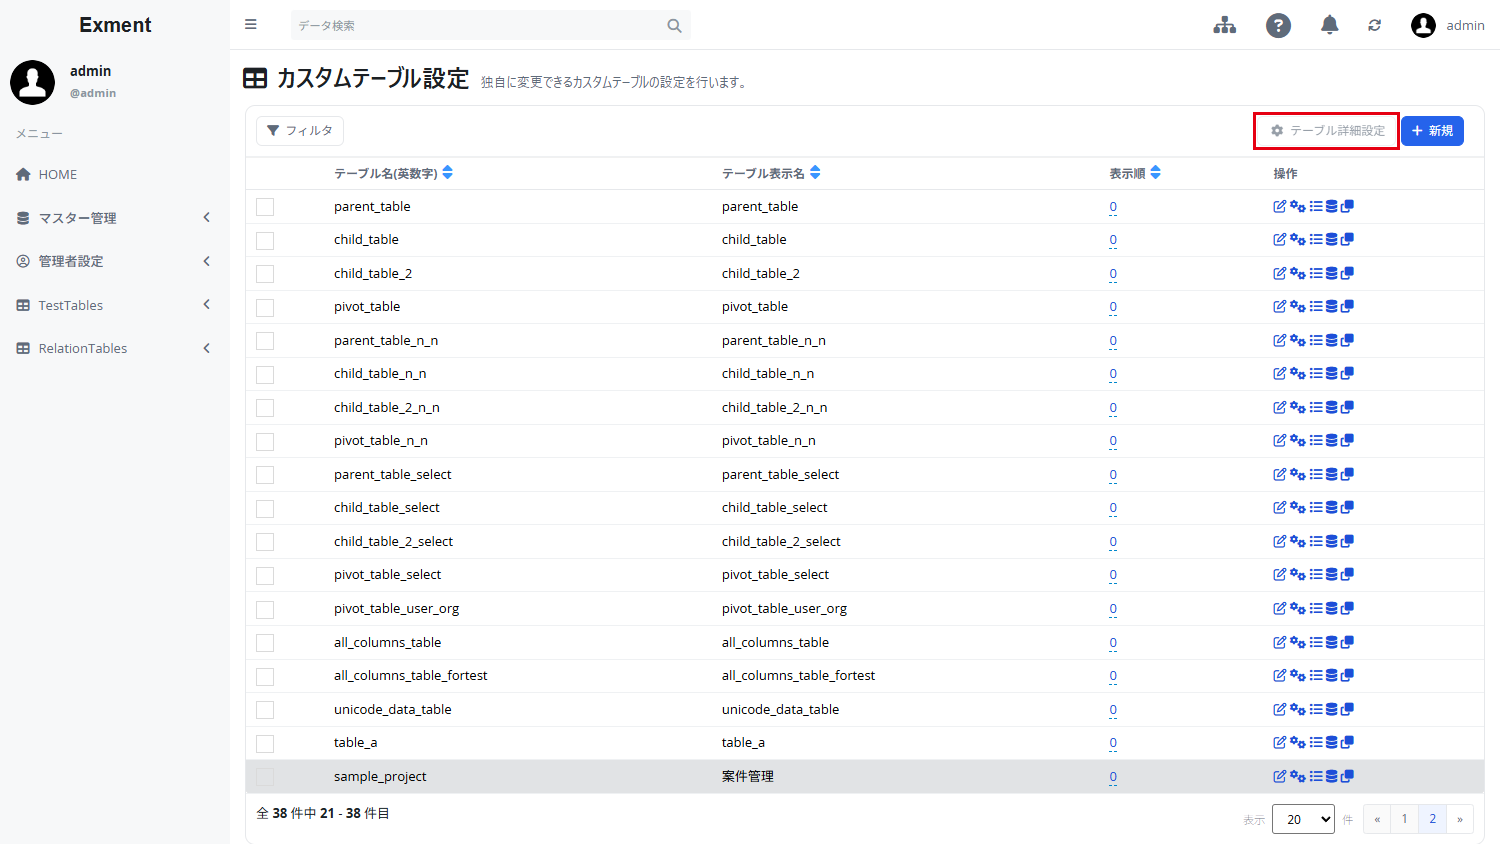 Exment
データ検索
admin
admin
@admin
メニュー
HOME
マスター管理
管理者設定
TestTables
RelationTables
カスタムテーブル設定 独自に変更できるカスタムテーブルの設定を行います。
フィルタ
テーブル詳細設定
新規
テーブル名(英数字) テーブル表示名 表示順 操作
parent_table parent_table 0
child_table child_table 0
child_table_2 child_table_2 0
pivot_table pivot_table 0
parent_table_n_n parent_table_n_n 0
child_table_n_n child_table_n_n 0
child_table_2_n_n child_table_2_n_n 0
pivot_table_n_n pivot_table_n_n 0
parent_table_select parent_table_select 0
child_table_select child_table_select 0
child_table_2_select child_table_2_select 0
pivot_table_select pivot_table_select 0
pivot_table_user_org pivot_table_user_org 0
all_columns_table all_columns_table 0
all_columns_table_fortest all_columns_table_fortest 0
unicode_data_table unicode_data_table 0
table_a table_a 0
sample_project 案件管理 0
全 38 件中 21 - 38 件目
表示 20 件 « 1 2 »